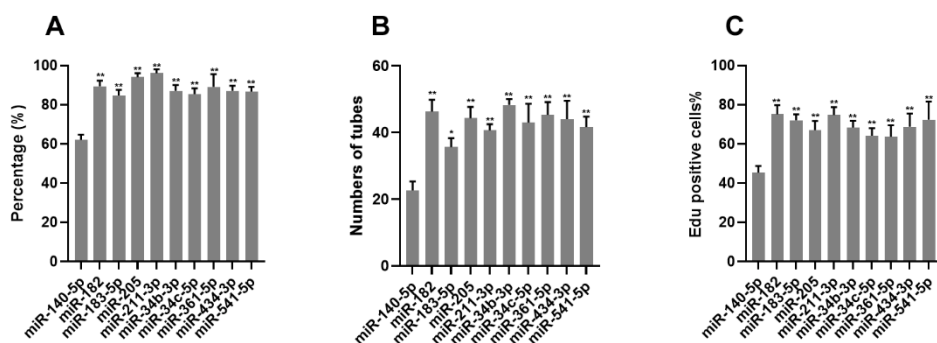 A
Percentage (%)
100
80
60
40
20
0
** ** ** ** ** ** ** ** **
miR-140-5p
miR-182
miR-183-5p
miR-205
miR-211-3p
miR-34b-3p
miR-34c-5p
miR-361-5p
miR-434-3p
miR-541-5p
B
Numbers of tubes
60
40
20
0
** * ** ** ** ** ** ** **
miR-140-5p
miR-182
miR-183-5p
miR-205
miR-211-3p
miR-34b-3p
miR-34c-5p
miR-361-5p
miR-434-3p
miR-541-5p
C
Edu positive cells%
100
80
60
40
20
0
** ** ** ** ** ** ** ** **
miR-140-5p
miR-182
miR-183-5p
miR-205
miR-211-3p
miR-34b-3p
miR-34c-5p
miR-361-5p
miR-434-3p
miR-541-5p